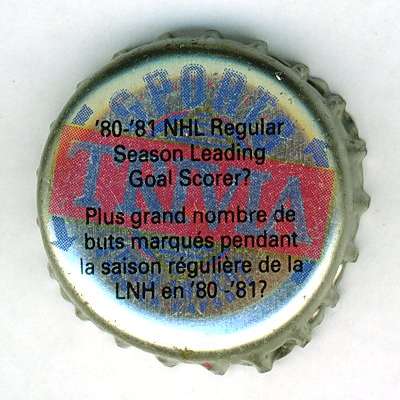 SPORTS
TRIVIA
'80-'81 NHL Regular
Season Leading
Goal Scorer?
Plus grand nombre de
buts marqués pendant
la saison régulière de la
LNH en '80 -'81?